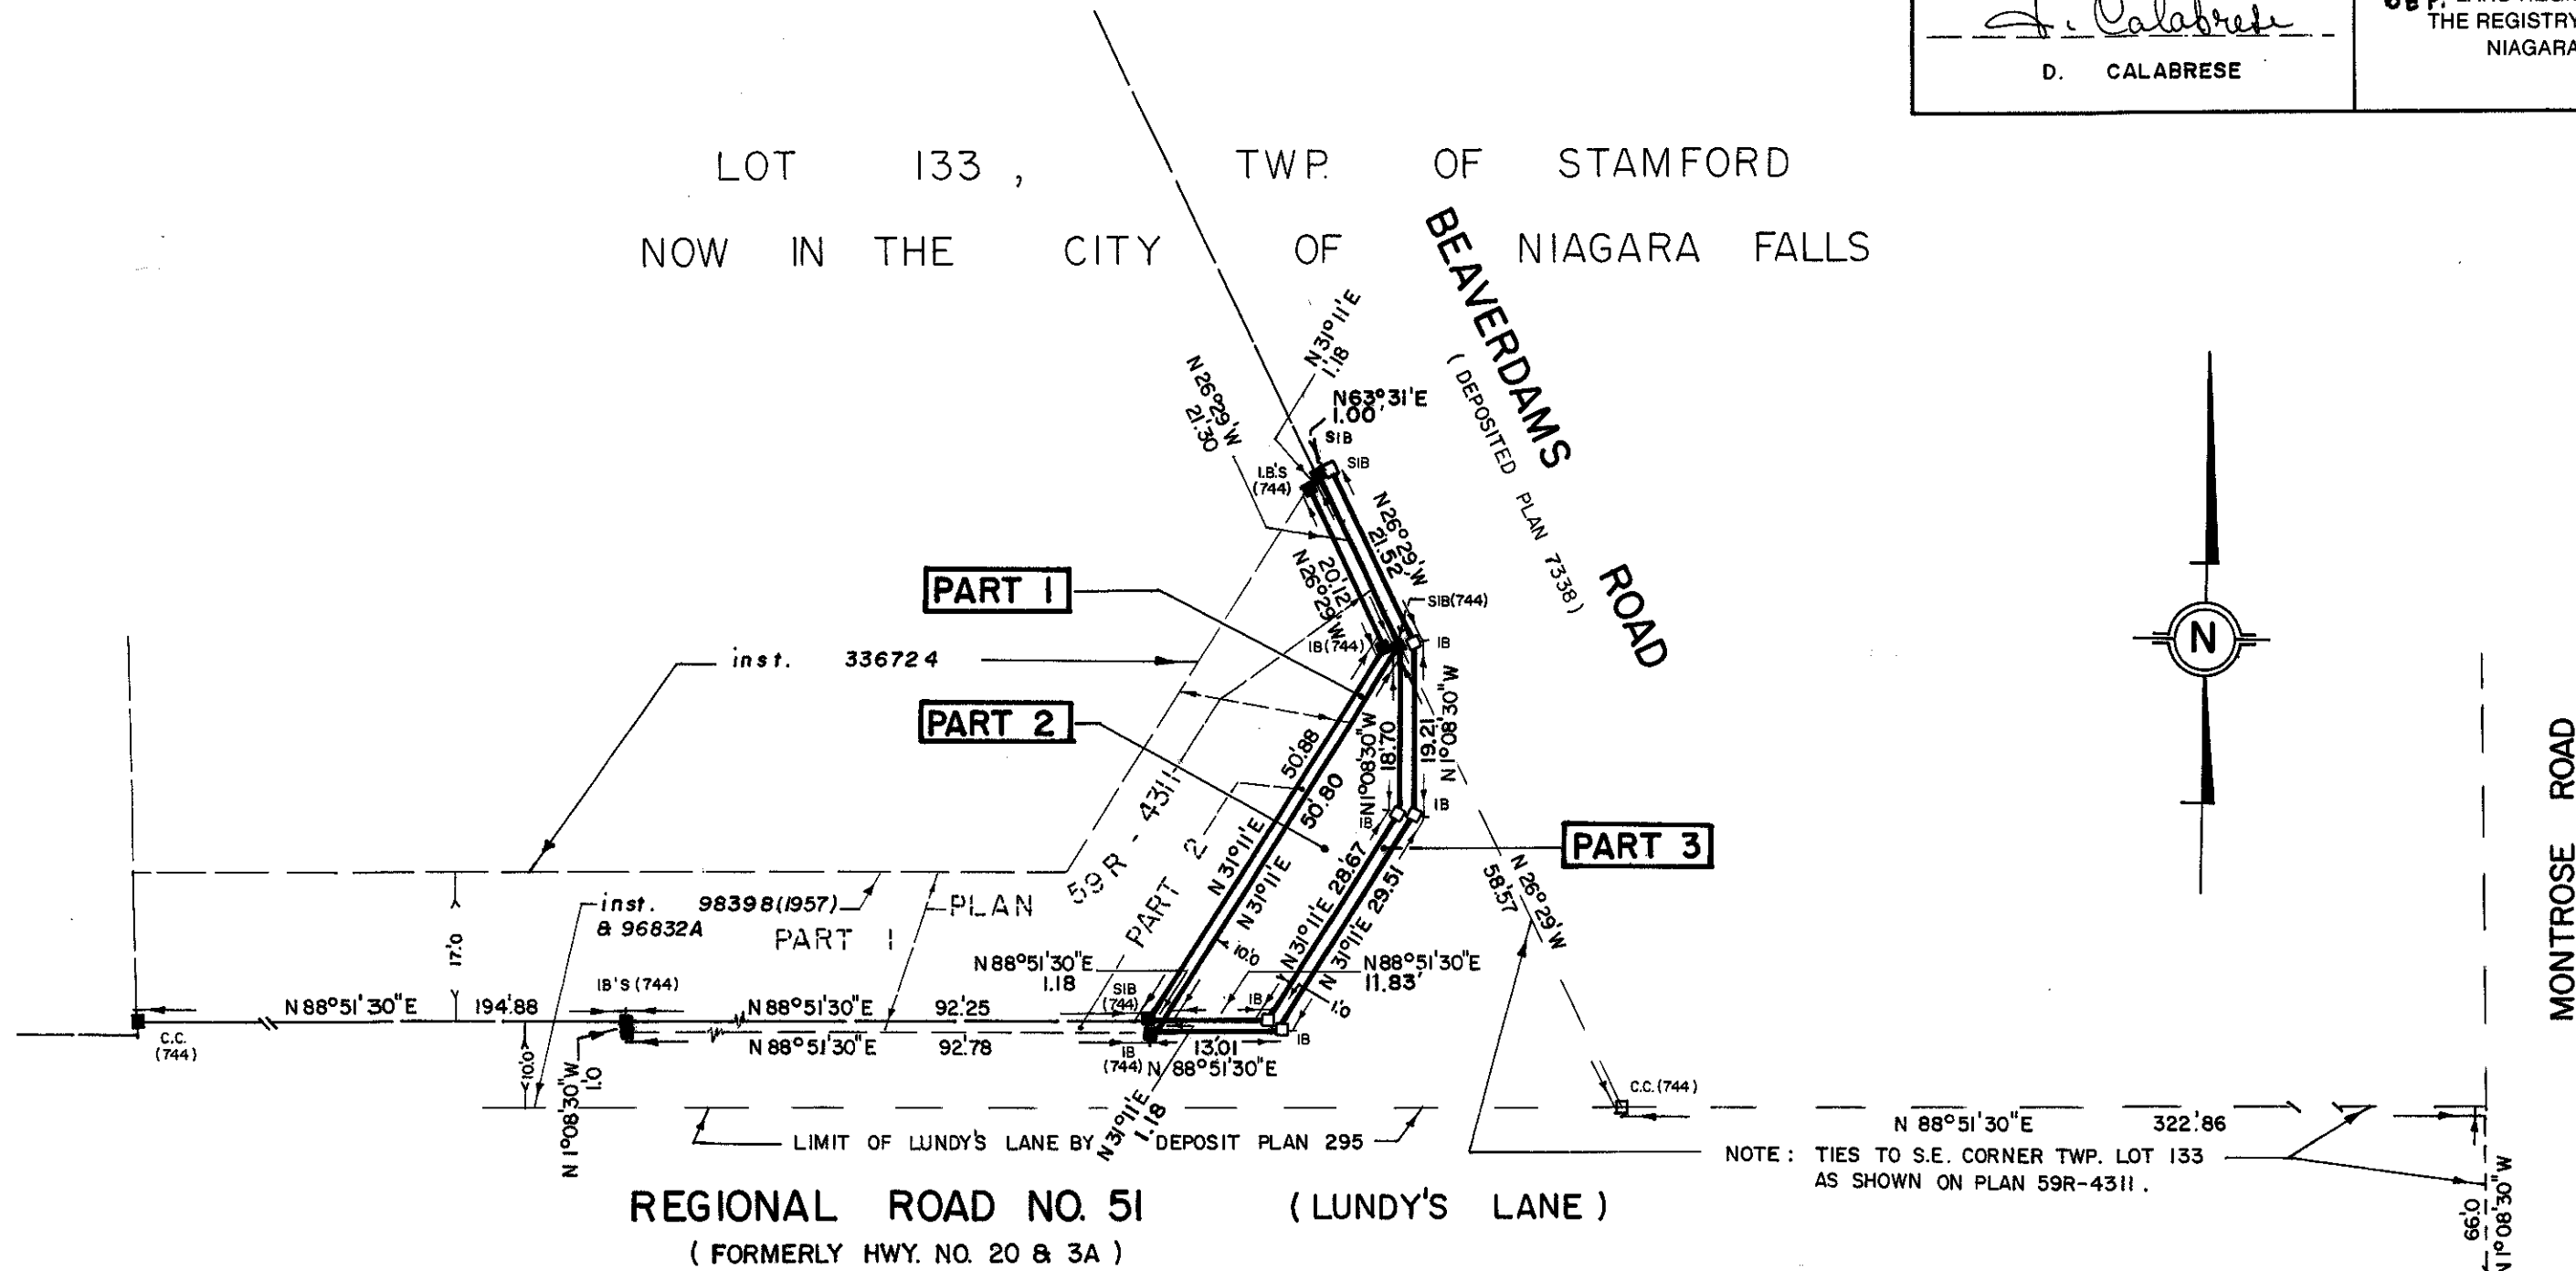 J. Calabrese
D. CALABRESE
THE REGISTRY
NIAGARA
LOT 133, TWP. OF STAMFORD
NOW IN THE CITY OF NIAGARA FALLS
BEAVERDAMS ROAD
(DEPOSITED PLAN 7338)
N31°11'E
1.18
N63°31'E
1.00'
SIB
SIB
N26°29'W
21.30
I.B.'S
(744)
N26°29'W
21.52
20.12
N26°29'W
SIB(744)
IB(744)
IB
PART 1
inst. 336724
PART 2
N1°08'30"W
18.70
19.21
N1°08'30"W
IB
IB
50.88
50.80
N31°11'E
N31°11'E
PART 3
59R-4311
PART 2
N31°11'E 28.67
N31°11'E 29.51
10.0
1.0
N26°29'W
58.57
inst. 98398(1957)
& 96832A
PLAN
PART 1
17.0
N88°51'30"E
1.18
N88°51'30"E
11.83'
SIB
(744)
IB
IB'S (744)
N88°51'30"E 194.88
N88°51'30"E 92.25
C.C.
(744)
N88°51'30"E 92.78
IB
(744)
13.01
N88°51'30"E
IB
10.0
N1°08'30"W
1.0
N31°11'E
1.18
C.C.(744)
N88°51'30"E 322.86
LIMIT OF LUNDY'S LANE BY DEPOSIT PLAN 295
NOTE: TIES TO S.E. CORNER TWP. LOT 133
AS SHOWN ON PLAN 59R-4311.
REGIONAL ROAD NO. 51 (LUNDY'S LANE)
(FORMERLY HWY. NO. 20 & 3A)
N
MONTROSE ROAD
66.0
N1°08'30"W